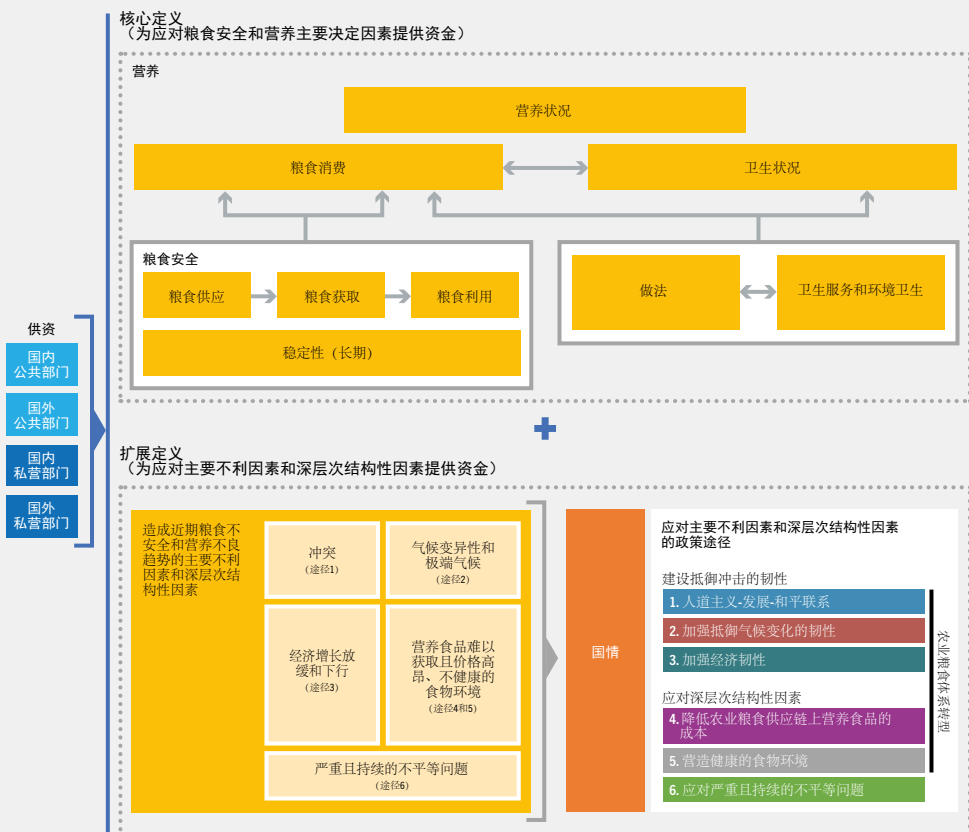 核心定义
（为应对粮食安全和营养主要决定因素提供资金）
营养
营养状况
粮食消费
卫生状况
粮食安全
粮食供应
粮食获取
粮食利用
稳定性（长期）
做法
卫生服务和环境卫生
供资
国内
公共部门
国外
公共部门
国内
私营部门
国外
私营部门
扩展定义
（为应对主要不利因素和深层次结构性因素提供资金）
造成近期粮食不
安全和营养不良
趋势的主要不利
因素和深层次结
构性因素
冲突
（途径1）
气候变异性和
极端气候
（途径2）
经济增长放
缓和下行
（途径3）
营养食品难以
获取且价格高
昂、不健康的
食物环境
（途径4和5）
严重且持续的不平等问题
（途径6）
国情
应对主要不利因素和深层次结构性因素
的政策途径
建设抵御冲击的韧性
1. 人道主义-发展-和平联系
2. 加强抵御气候变化的韧性
3. 加强经济韧性
应对深层次结构性因素
4. 降低农业粮食供应链上营养食品的
成本
5. 营造健康的食物环境
6. 应对严重且持续的不平等问题
农业粮食体系转型